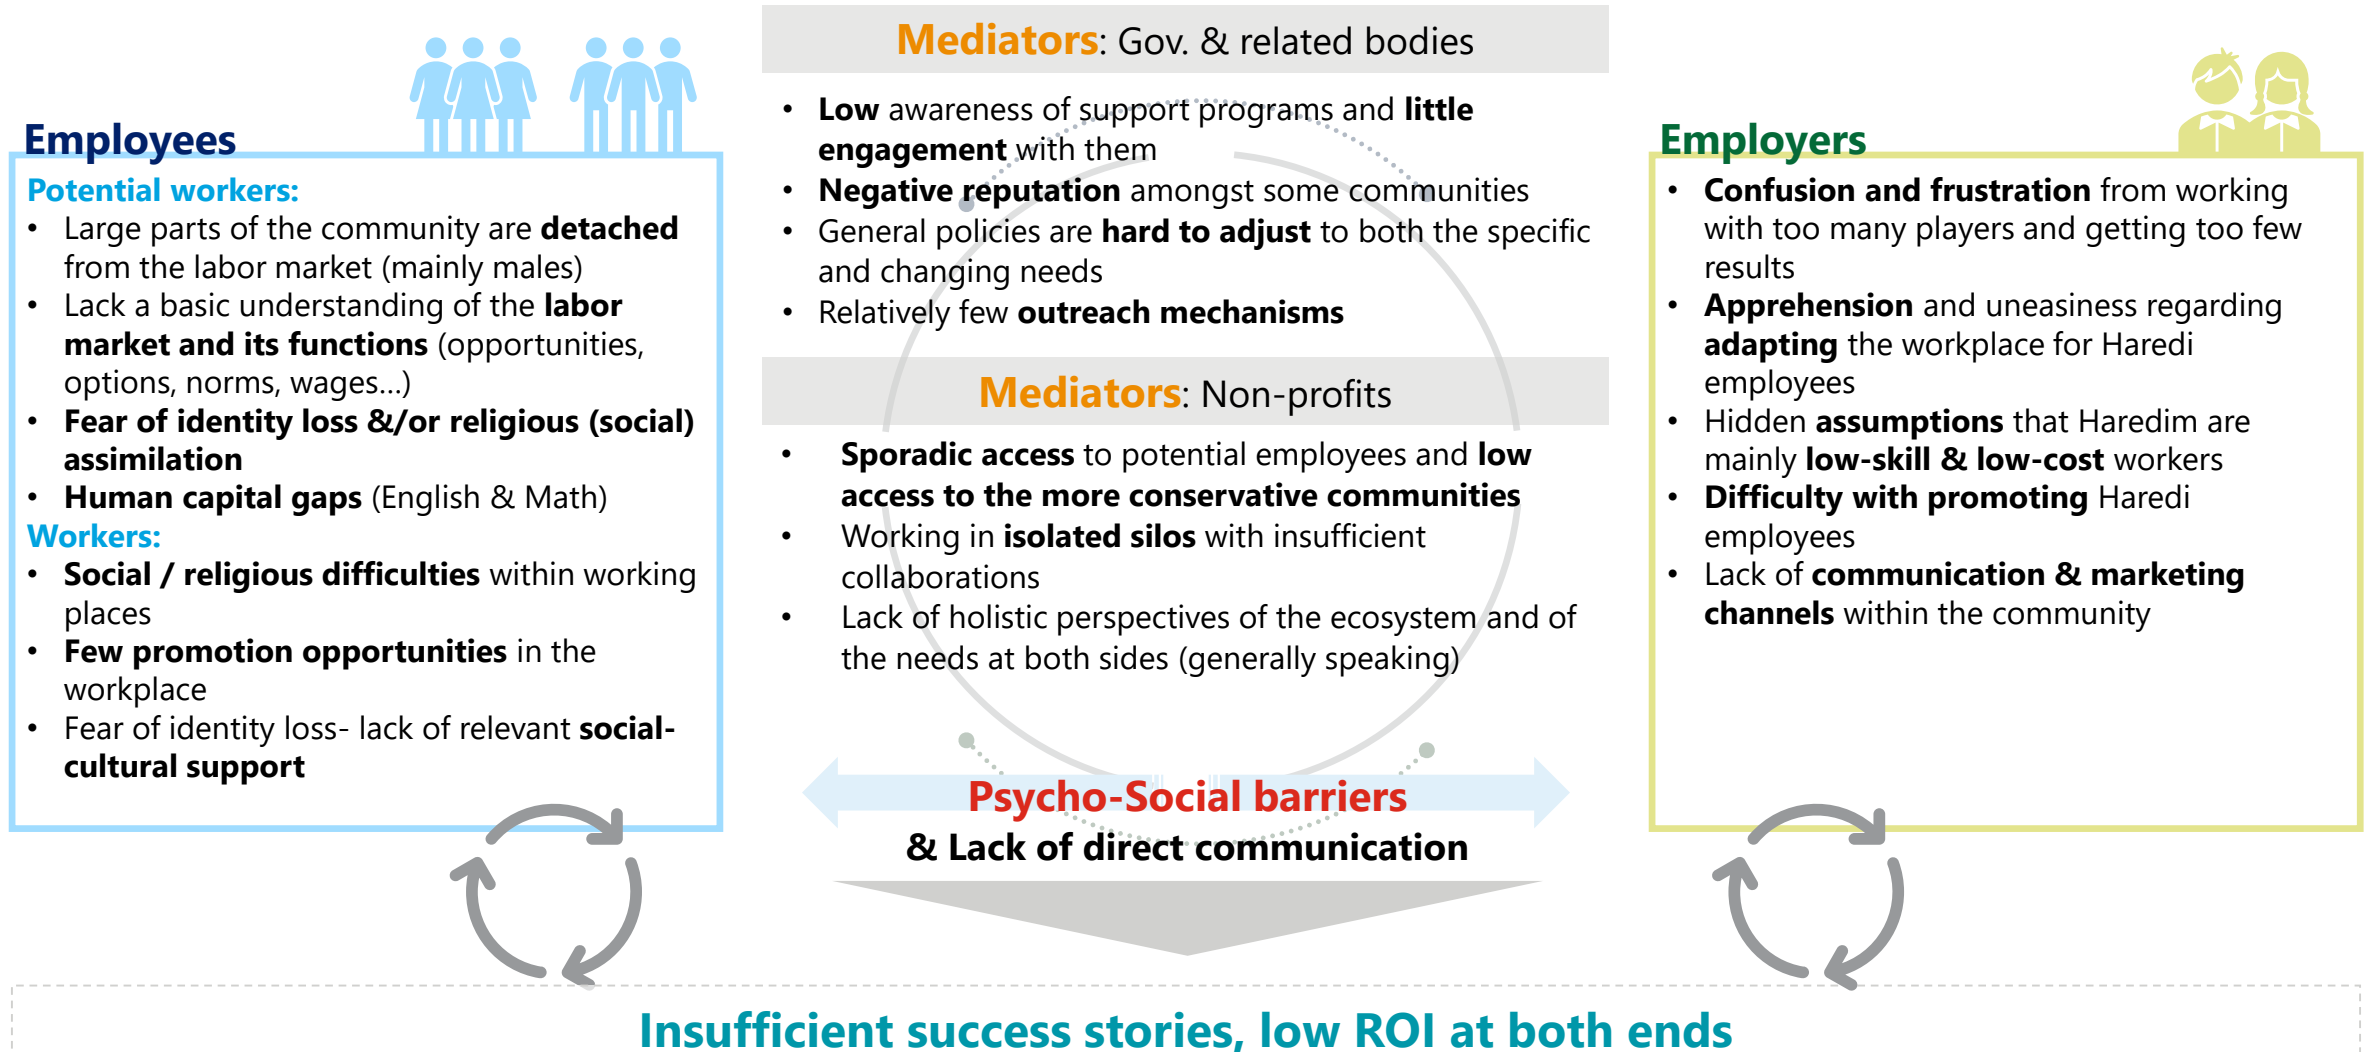 Employees
Potential workers:
• Large parts of the community are detached
from the labor market (mainly males)
• Lack a basic understanding of the labor
market and its functions (opportunities,
options, norms, wages...)
• Fear of identity loss &/or religious (social)
assimilation
• Human capital gaps (English & Math)
Workers:
• Social / religious difficulties within working
places
• Few promotion opportunities in the
workplace
• Fear of identity loss- lack of relevant social-
cultural support
Mediators: Gov. & related bodies
• Low awareness of support programs and little
engagement with them
• Negative reputation amongst some communities
• General policies are hard to adjust to both the specific
and changing needs
• Relatively few outreach mechanisms
Mediators: Non-profits
• Sporadic access to potential employees and low
access to the more conservative communities
• Working in isolated silos with insufficient
collaborations
• Lack of holistic perspectives of the ecosystem and of
the needs at both sides (generally speaking)
Psycho-Social barriers
& Lack of direct communication
Employers
• Confusion and frustration from working
with too many players and getting too few
results
• Apprehension and uneasiness regarding
adapting the workplace for Haredi
employees
• Hidden assumptions that Haredim are
mainly low-skill & low-cost workers
• Difficulty with promoting Haredi
employees
• Lack of communication & marketing
channels within the community
Insufficient success stories, low ROI at both ends